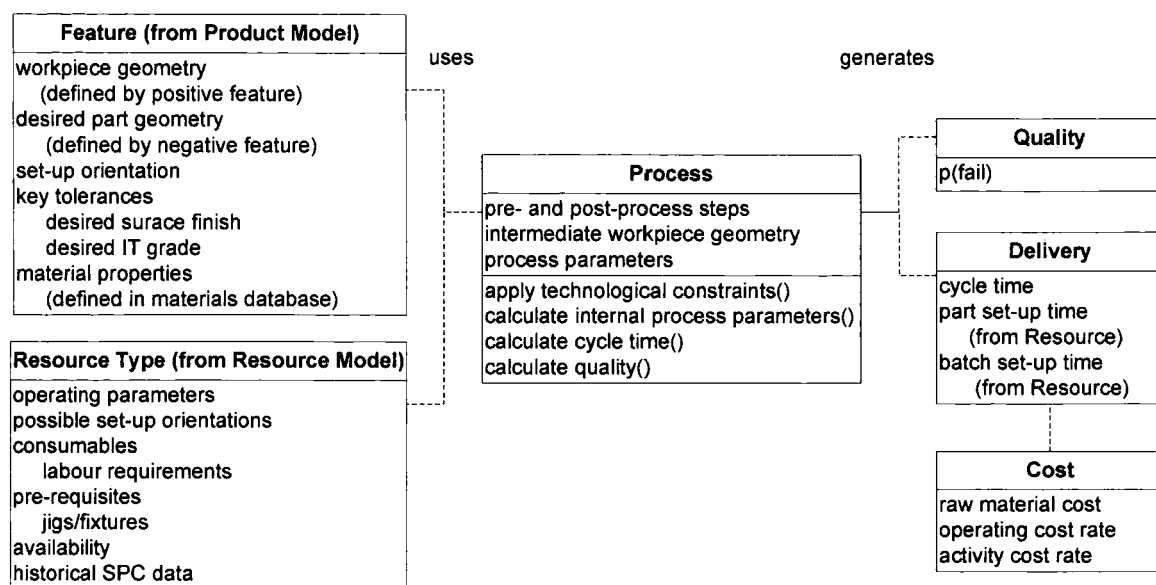 Feature (from Product Model)
workpiece geometry
(defined by positive feature)
desired part geometry
(defined by negative feature)
set-up orientation
key tolerances
desired surace finish
desired IT grade
material properties
(defined in materials database)
Resource Type (from Resource Model)
operating parameters
possible set-up orientations
consumables
labour requirements
pre-requisites
jigs/fixtures
availability
historical SPC data
uses
Process
pre- and post-process steps
intermediate workpiece geometry
process parameters
apply technological constraints()
calculate internal process parameters()
calculate cycle time()
calculate quality()
generates
Quality
p(fail)
Delivery
cycle time
part set-up time
(from Resource)
batch set-up time
(from Resource)
Cost
raw material cost
operating cost rate
activity cost rate